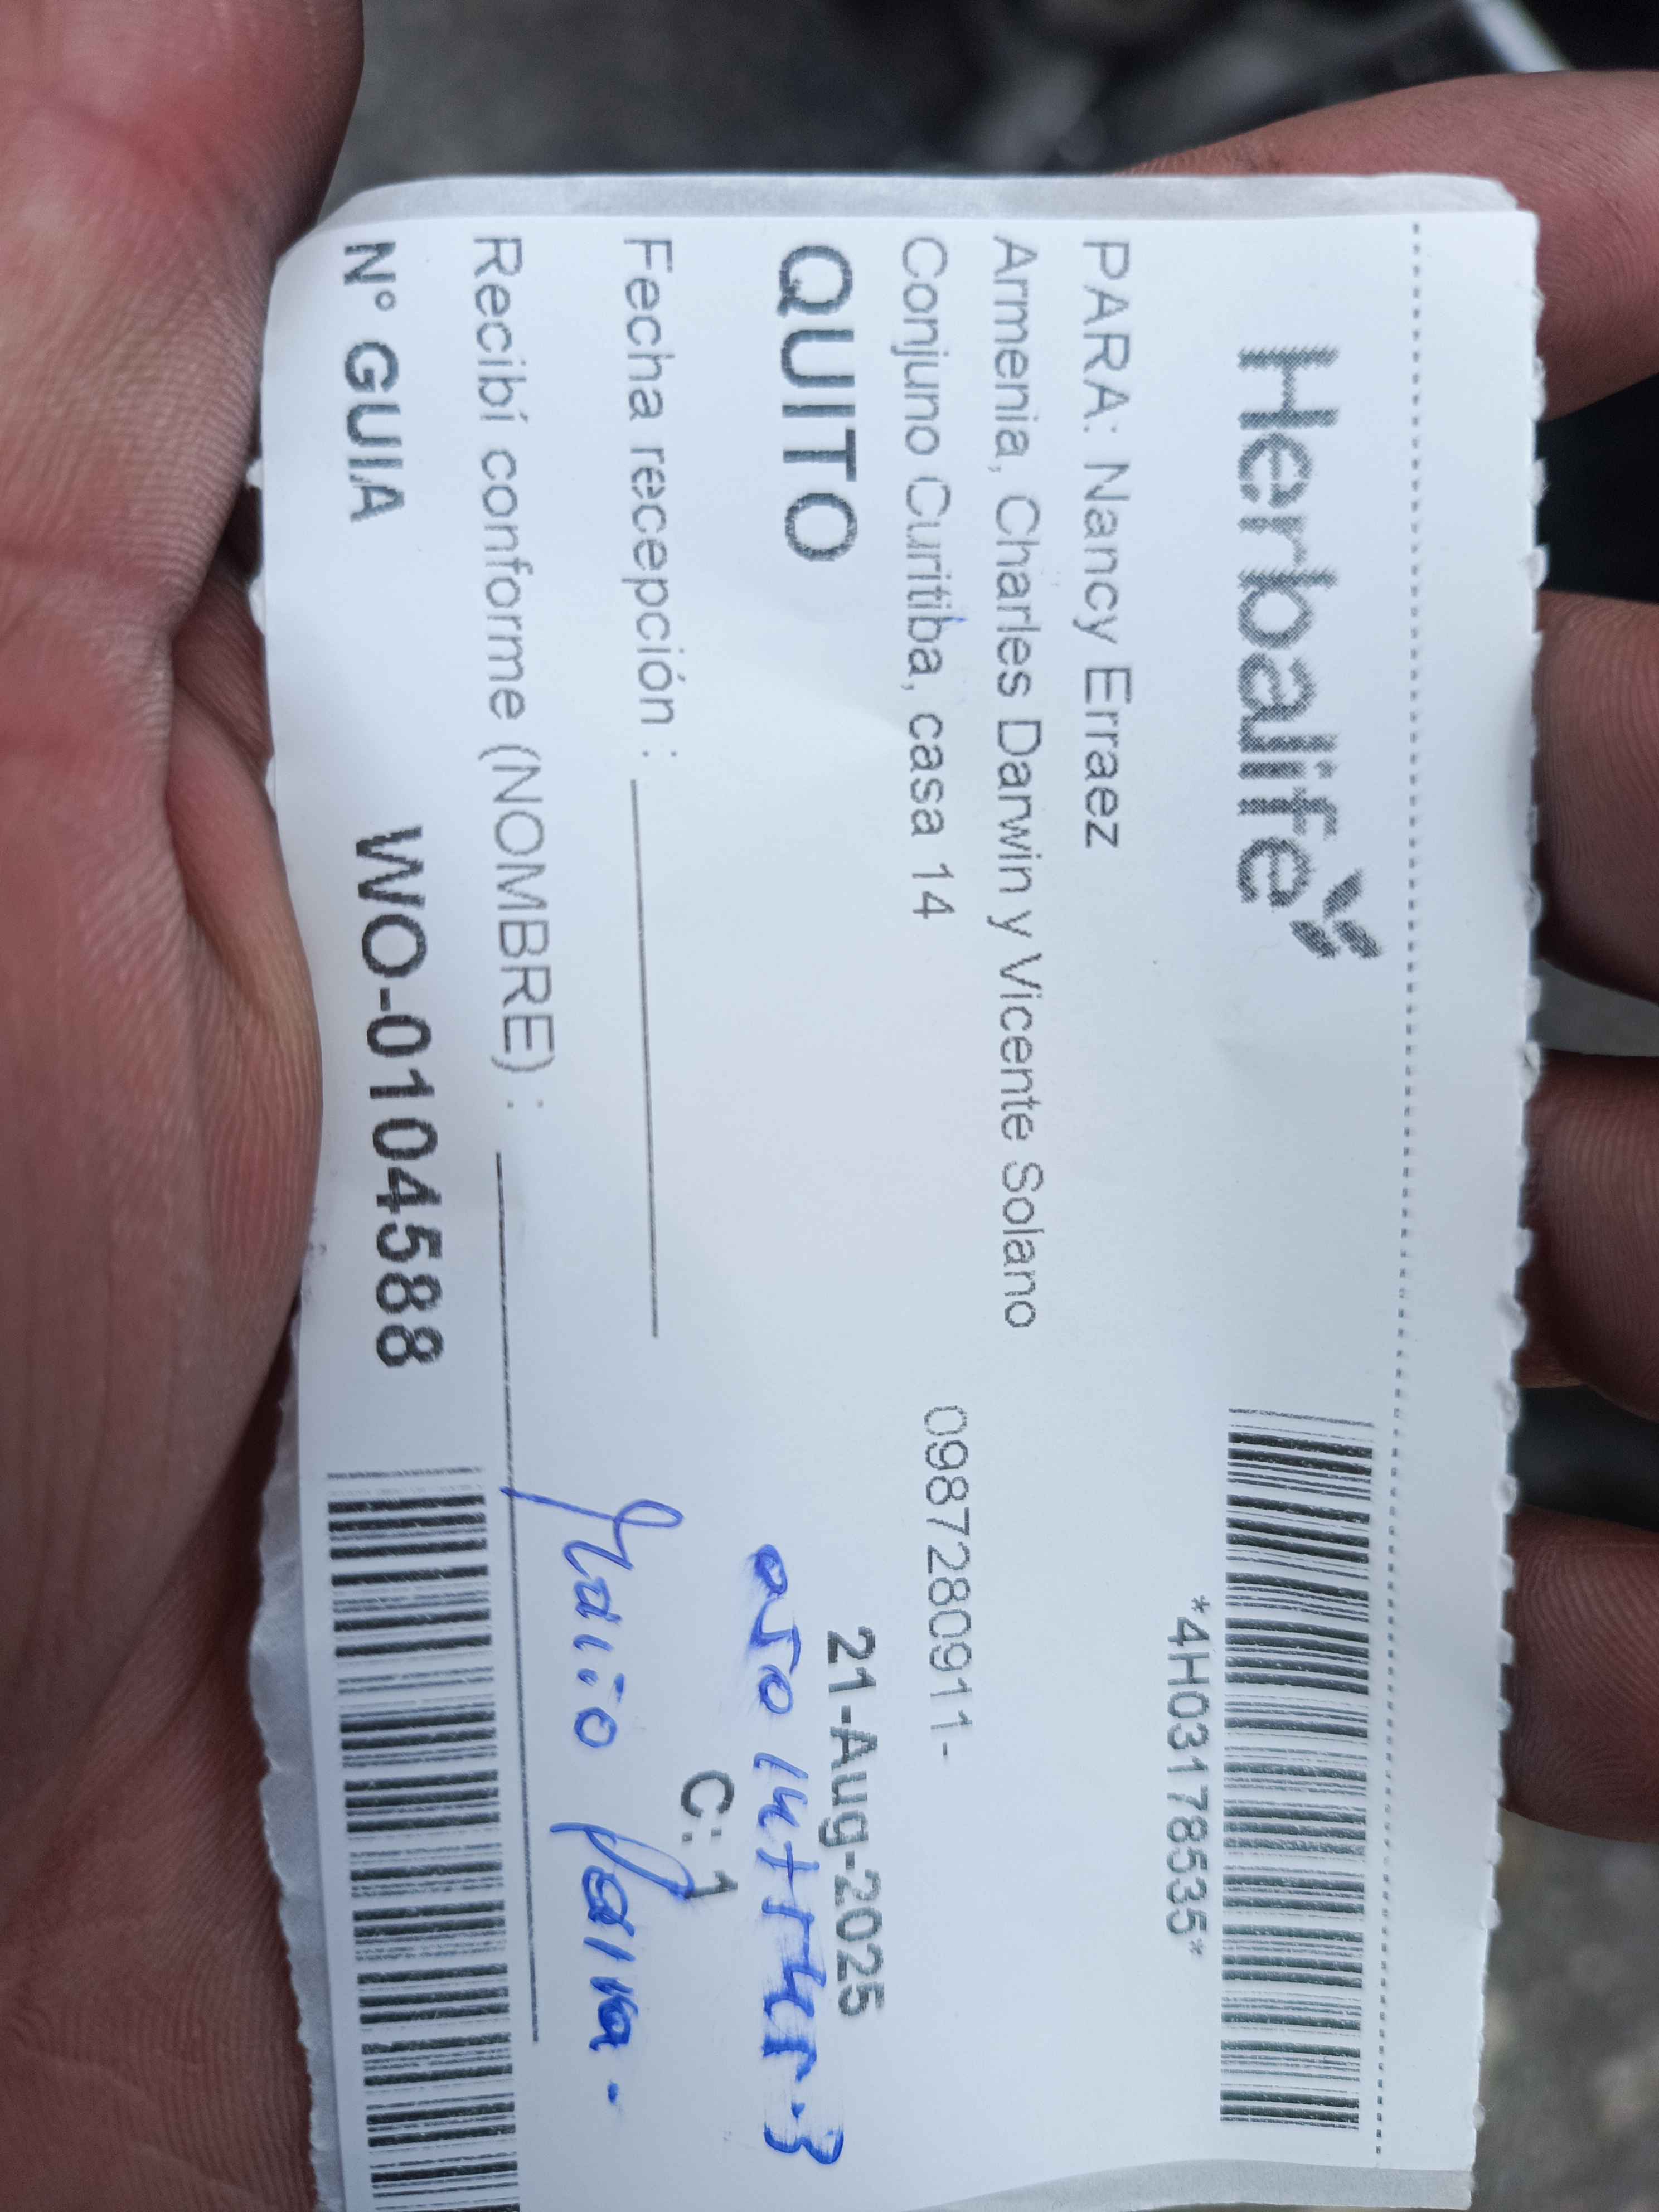 Herbalife
*4H03178535*
PARA: Nancy Erraez
Armenia, Charles Darwin y Vicente Solano
Conjuno Curitiba, casa 14
0987280911-
QUITO
21-Aug-2025
C: 1
Fecha recepción :
Recibí conforme (NOMBRE) :
N° GUIA
WO-0104588